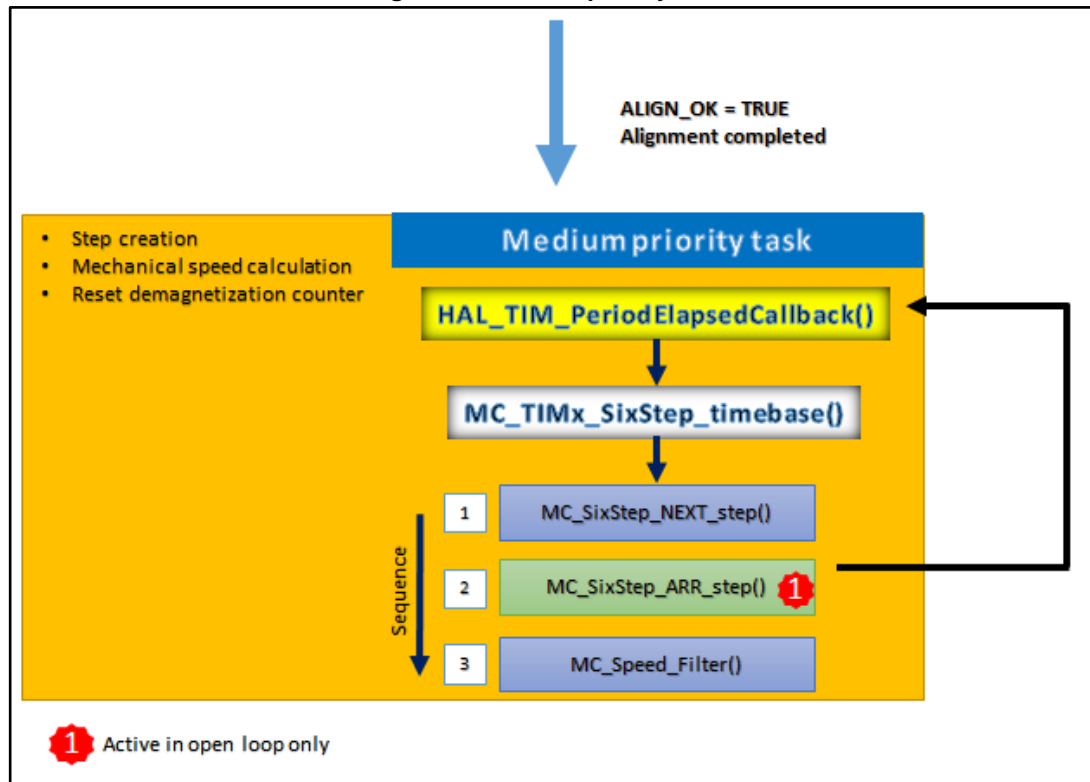 ALIGN_OK = TRUE
Alignment completed
• Step creation
• Mechanical speed calculation
• Reset demagnetization counter
Medium priority task
HAL_TIM_PeriodElapsedCallback()
MC_TIMx_SixStep_timebase()
Sequence
1 MC_SixStep_NEXT_step()
2 MC_SixStep_ARR_step() 1
3 MC_Speed_Filter()
1 Active in open loop only